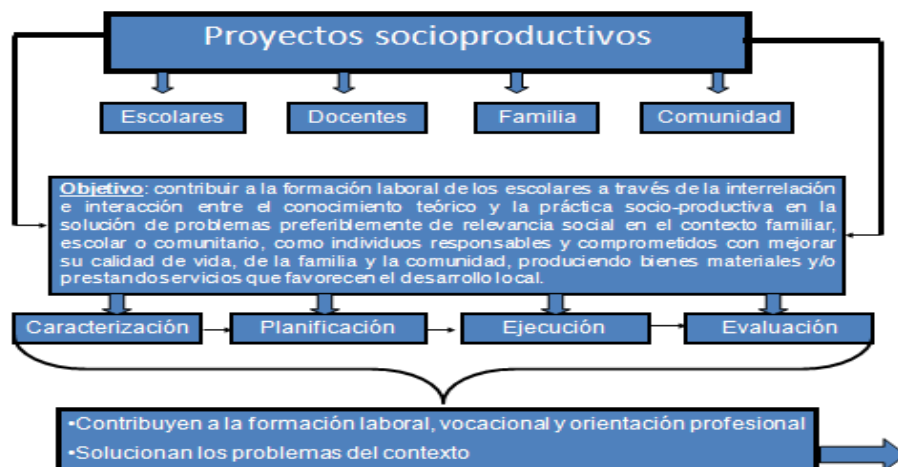 Proyectos socioproductivos
Escolares
Docentes
Familia
Comunidad
Objetivo: contribuir a la formación laboral de los escolares a través de la interrelación
e interacción entre el conocimiento teórico y la práctica socio-productiva en la
solución de problemas preferiblemente de relevancia social en el contexto familiar,
escolar o comunitario, como individuos responsables y comprometidos con mejorar
su calidad de vida, de la familia y la comunidad, produciendo bienes materiales y/o
prestando servicios que favorecen el desarrollo local.
Caracterización
Planificación
Ejecución
Evaluación
•Contribuyen a la formación laboral, vocacional y orientación profesional
•Solucionan los problemas del contexto